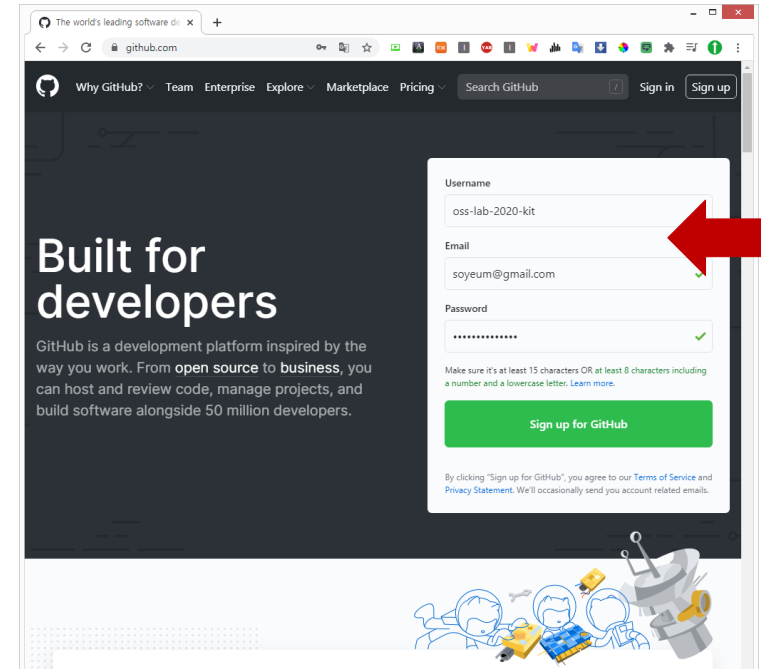 The world's leading software de
github.com
Why GitHub? Team Enterprise Explore Marketplace Pricing Search GitHub / Sign in Sign up
Username
oss-lab-2020-kit
Email
soyeum@gmail.com
Password
••••••••••••••
Make sure it's at least 15 characters OR at least 8 characters including
a number and a lowercase letter. Learn more.
Sign up for GitHub
By clicking "Sign up for GitHub", you agree to our Terms of Service and
Privacy Statement. We'll occasionally send you account related emails.
Built for
developers
GitHub is a development platform inspired by the
way you work. From open source to business, you
can host and review code, manage projects, and
build software alongside 50 million developers.